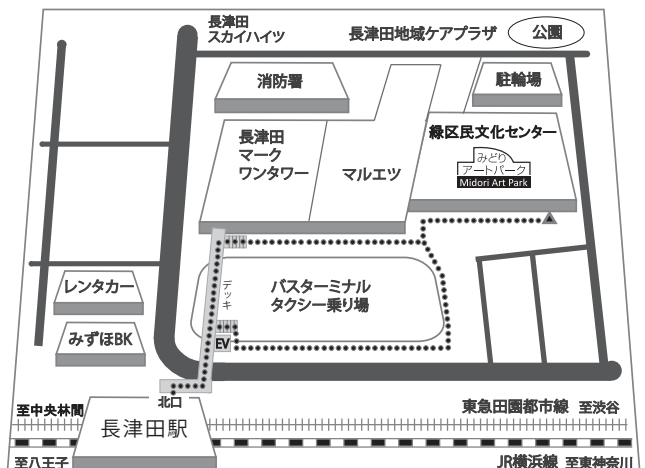 長津田
スカイハイツ
長津田地域ケアプラザ
公園
消防署
駐輪場
長津田
マーク
ワンタワー
マルエツ
緑区民文化センター
みどり
アートパーク
Midori Art Park
デッキ
バスターミナル
タクシー乗り場
レンタカー
みずほBK
EV
北口
至中央林間
長津田駅
東急田園都市線 至渋谷
至八王子
JR横浜線 至東神奈川